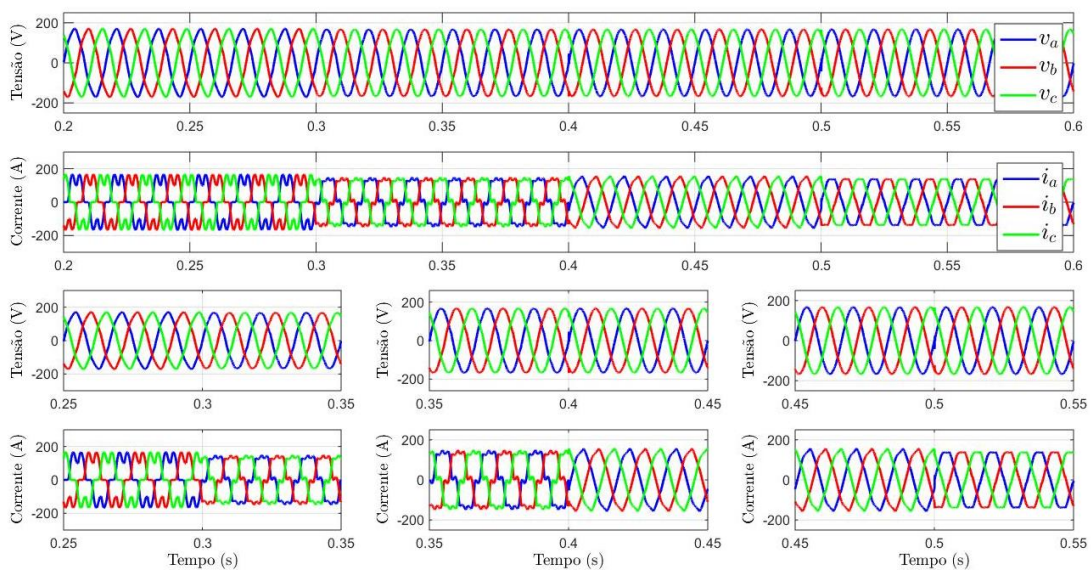 Tensão (V)
200
0
-200
0.2 0.25 0.3 0.35 0.4 0.45 0.5 0.55 0.6
v_a
v_b
v_c
Corrente (A)
200
0
-200
0.2 0.25 0.3 0.35 0.4 0.45 0.5 0.55 0.6
i_a
i_b
i_c
Tensão (V)
200
0
-200
0.25 0.3 0.35
Tensão (V)
200
0
-200
0.35 0.4 0.45
Tensão (V)
200
0
-200
0.45 0.5 0.55
Corrente (A)
200
0
-200
0.25 0.3 0.35
Tempo (s)
Corrente (A)
200
0
-200
0.35 0.4 0.45
Tempo (s)
Corrente (A)
200
0
-200
0.45 0.5 0.55
Tempo (s)